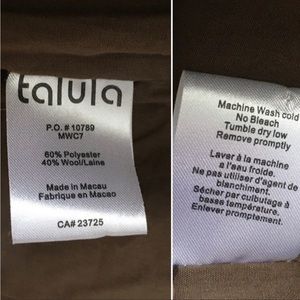 talula
P.O. # 10789
MWC7
60% Polyester
40% Wool/Laine
Made in Macau
Fabrique en Macao
CA# 23725
Machine Wash cold
No Bleach
Tumble dry low
Remove promptly
Laver à la machine
a l'eau froide.
Ne pas utiliser d'agent de
blanchiment.
Sécher par culbutage à
basse température.
Enlever promptement.